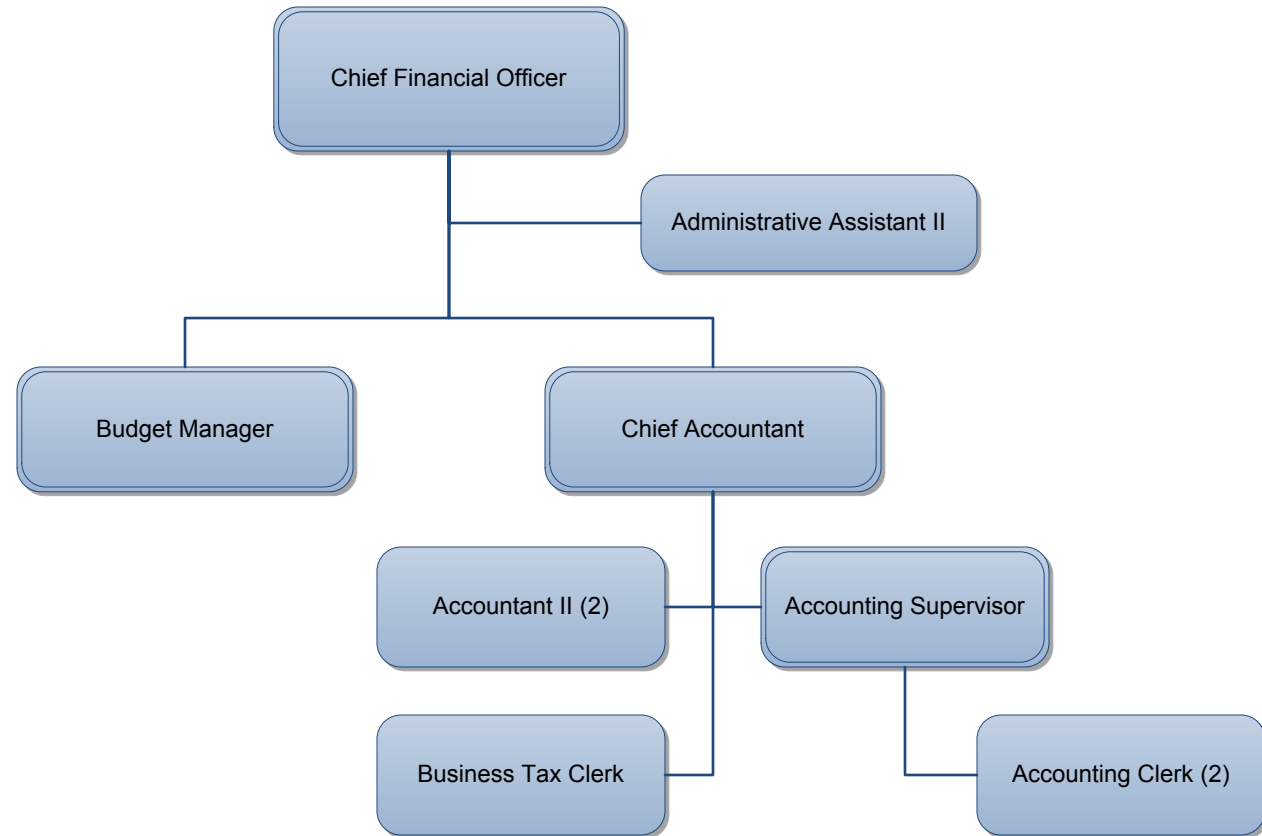 Chief Financial Officer
Administrative Assistant II
Budget Manager
Chief Accountant
Accountant II (2)
Accounting Supervisor
Business Tax Clerk
Accounting Clerk (2)